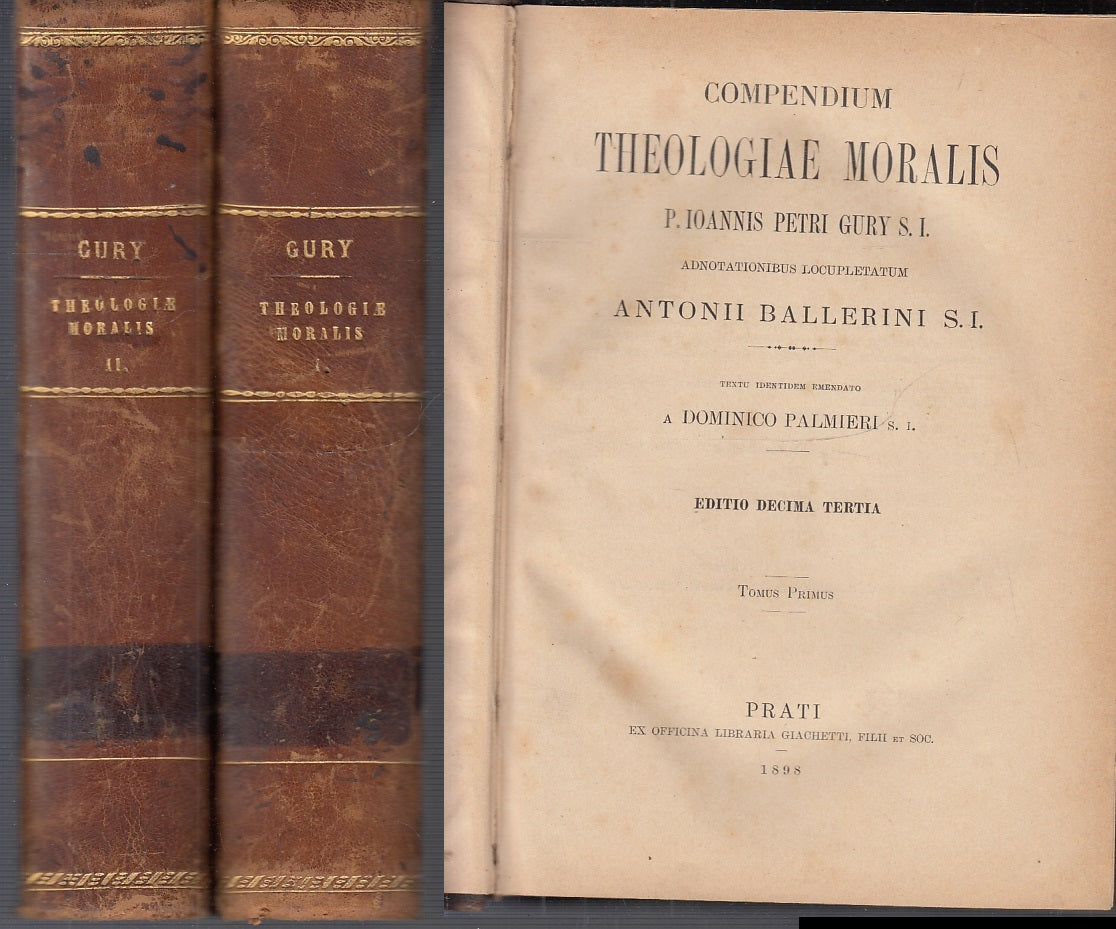 GURY
THEOLOGIÆ
MORALIS
II.
GURY
THEOLOGIÆ
MORALIS
I.
COMPENDIUM
THEOLOGIAE MORALIS
P. IOANNIS PETRI GURY S. I.
ADNOTATIONIBUS LOCUPLETATUM
ANTONII BALLERINI S. I.
TEXTU IDENTIDEM EMENDATO
A DOMINICO PALMIERI S. I.
EDITIO DECIMA TERTIA
TOMUS PRIMUS
PRATI
EX OFFICINA LIBRARIA GIACHETTI, FILII ET SOC.
1898